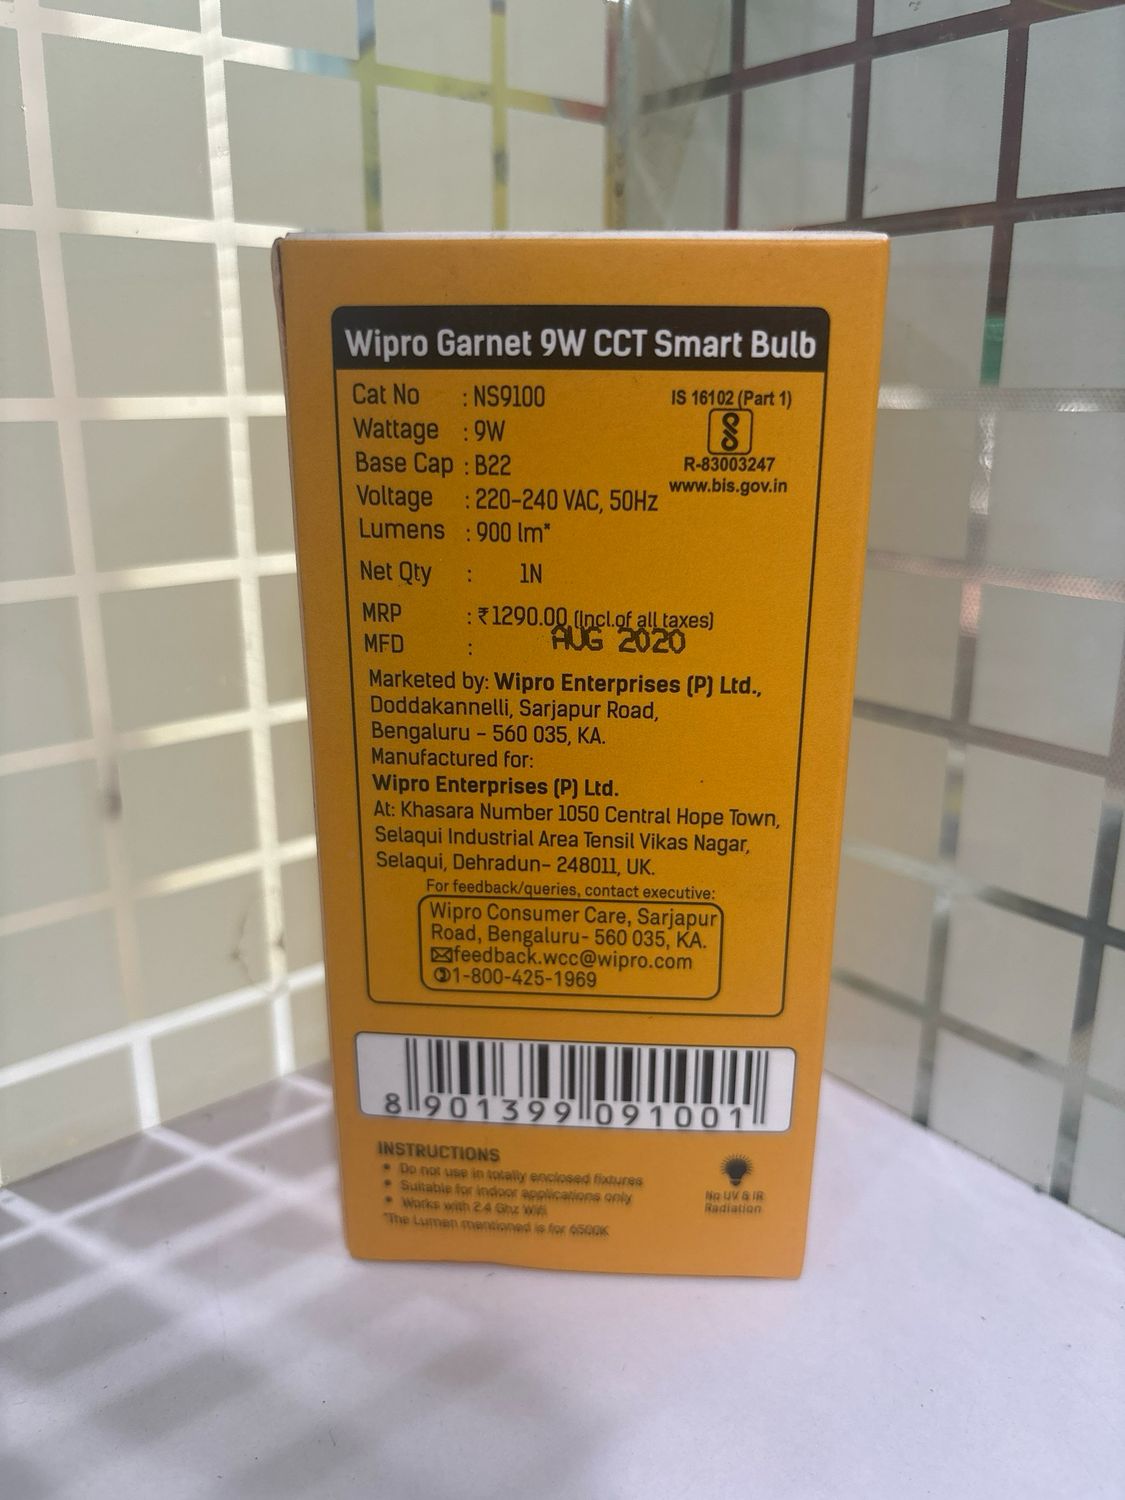 Wipro Garnet 9W CCT Smart Bulb
Cat No : NS9100
Wattage : 9W
Base Cap : B22
Voltage : 220-240 VAC, 50Hz
Lumens : 900 lm*
IS 16102 (Part 1)
R-83003247
www.bis.gov.in
Net Qty : 1N
MRP : ₹1290.00 (Incl.of all taxes)
MFD : AUG 2020
Marketed by: Wipro Enterprises (P) Ltd.,
Doddakannelli, Sarjapur Road,
Bengaluru - 560 035, KA.
Manufactured for:
Wipro Enterprises (P) Ltd.
At: Khasara Number 1050 Central Hope Town,
Selaqui Industrial Area Tensil Vikas Nagar,
Selaqui, Dehradun- 248011, UK.
For feedback/queries, contact executive:
Wipro Consumer Care, Sarjapur
Road, Bengaluru- 560 035, KA.
feedback.wcc@wipro.com
1-800-425-1969
8 901399 091001
INSTRUCTIONS
• Do not use in totally enclosed fixtures
• Suitable for indoor applications only
• Works with 2.4 Ghz Wifi
*The Lumen mentioned is for 6500K
No UV & IR
Radiation